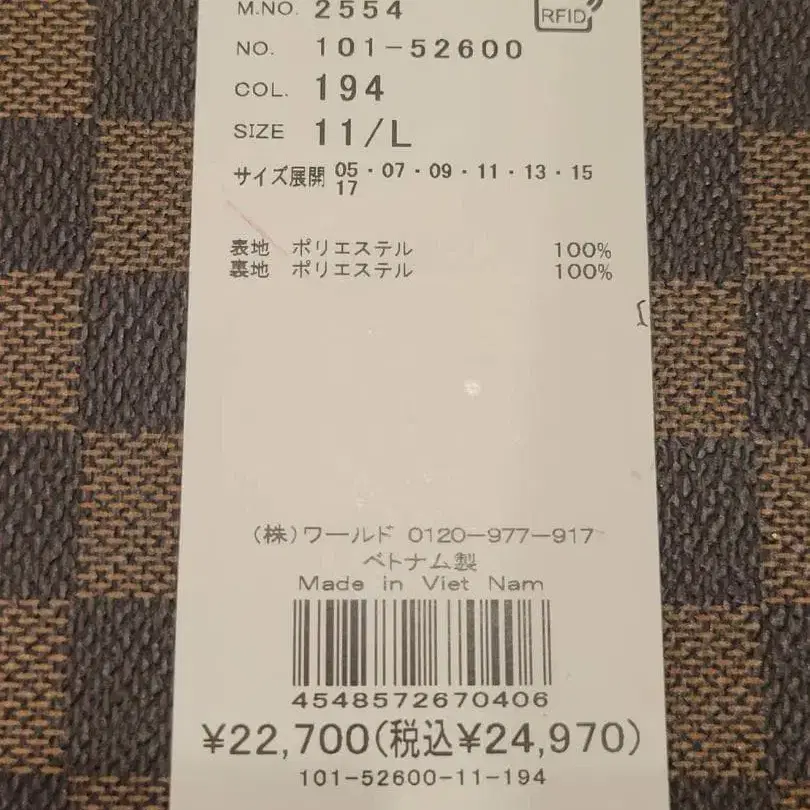 M.NO. 2554
RFID
NO. 101-52600
COL. 194
SIZE 11/L
サイズ展開 05・07・09・11・13・15
17
表地 ポリエステル 100%
裏地 ポリエステル 100%
(株)ワールド 0120-977-917
ベトナム製
Made in Viet Nam
4548572670406
¥22,700(税込¥24,970)
101-52600-11-194